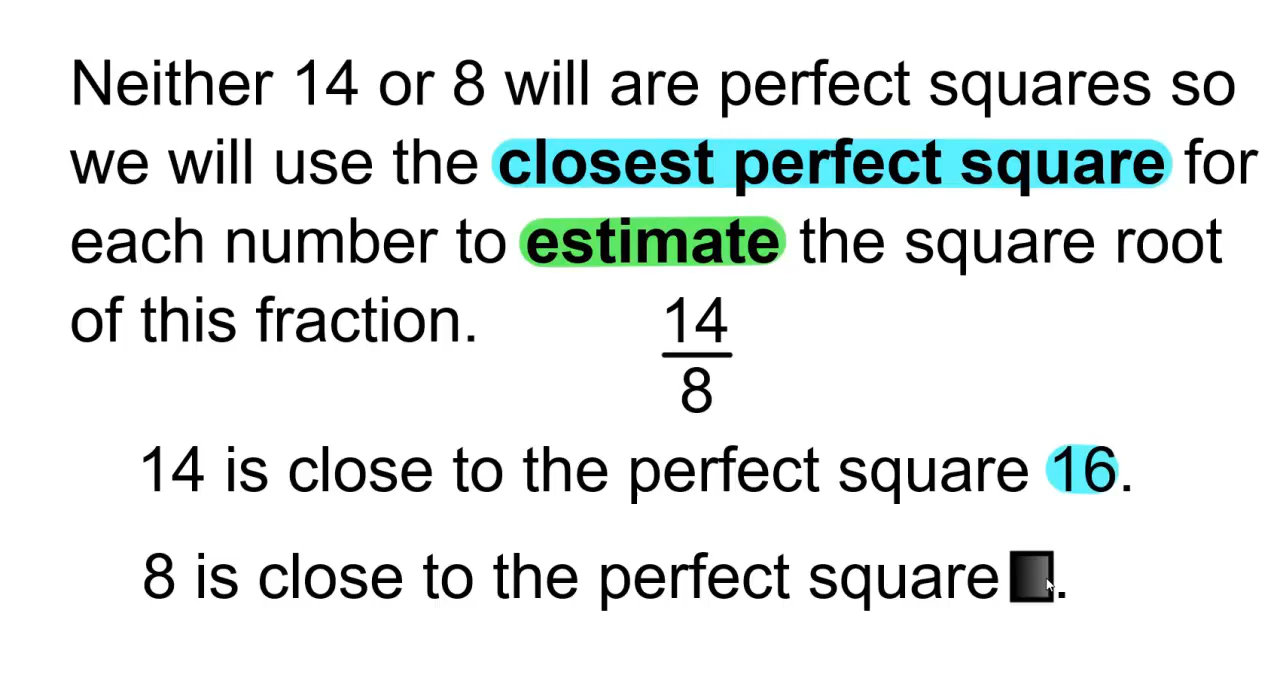 Neither 14 or 8 will are perfect squares so
we will use the closest perfect square for
each number to estimate the square root
of this fraction.
14
8
14 is close to the perfect square 16.
8 is close to the perfect square .